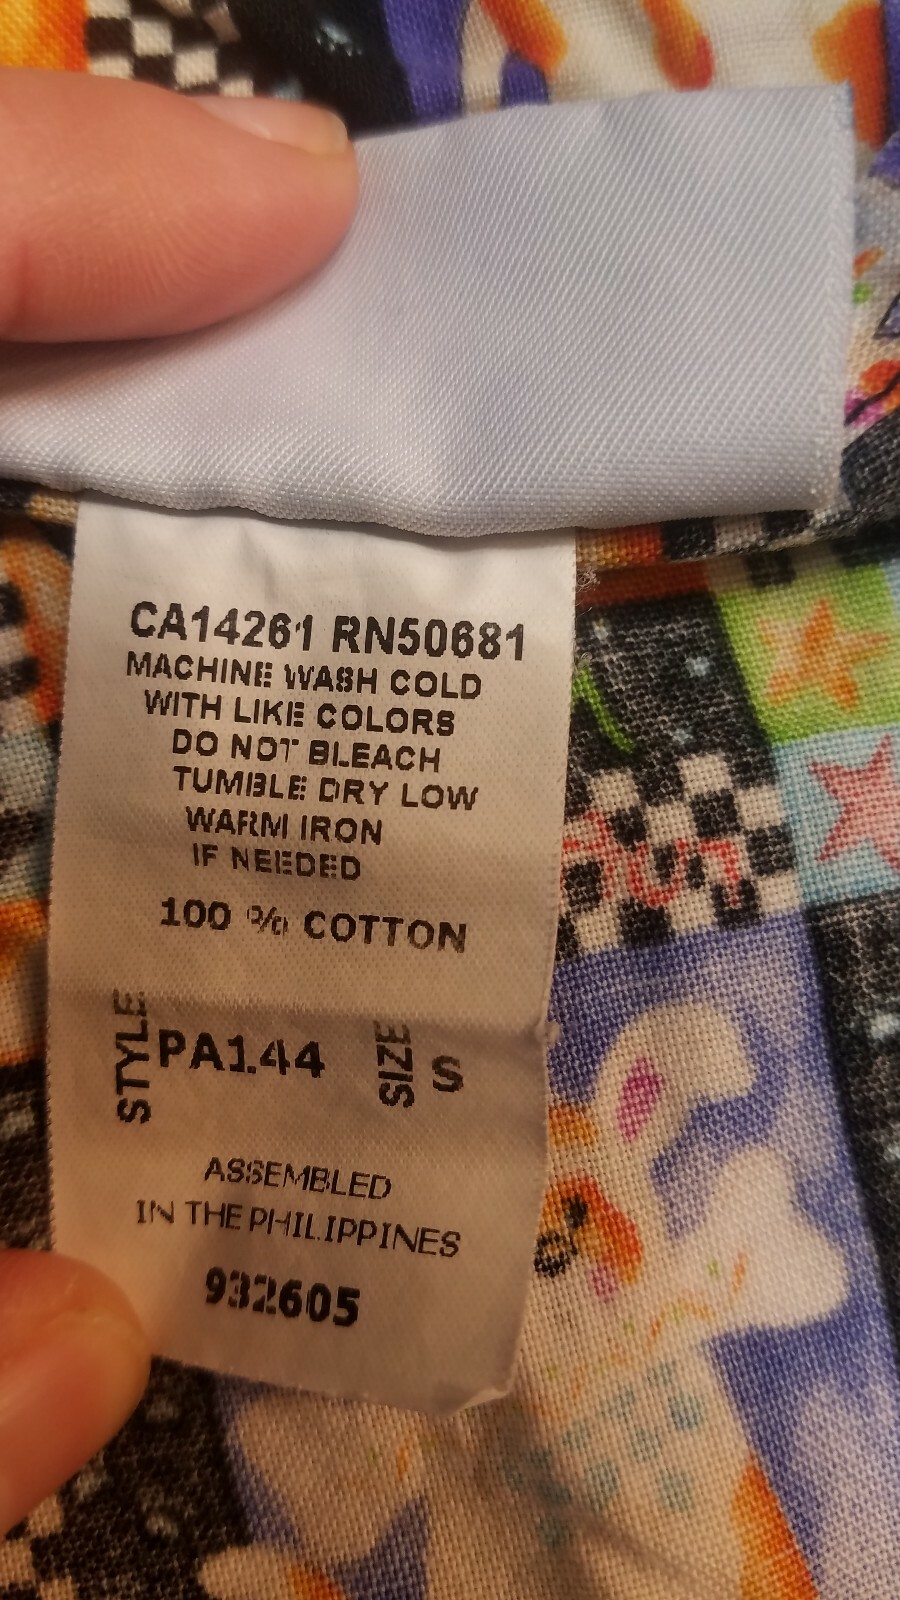 CA14261 RN50681
MACHINE WASH COLD
WITH LIKE COLORS
DO NOT BLEACH
TUMBLE DRY LOW
WARM IRON
IF NEEDED
100 % COTTON
STYLE PA144 SIZE S
ASSEMBLED
IN THE PHILIPPINES
932605